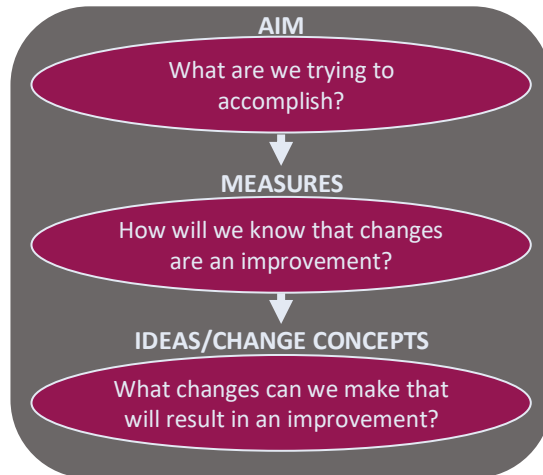 AIM
What are we trying to
accomplish?
MEASURES
How will we know that changes
are an improvement?
IDEAS/CHANGE CONCEPTS
What changes can we make that
will result in an improvement?